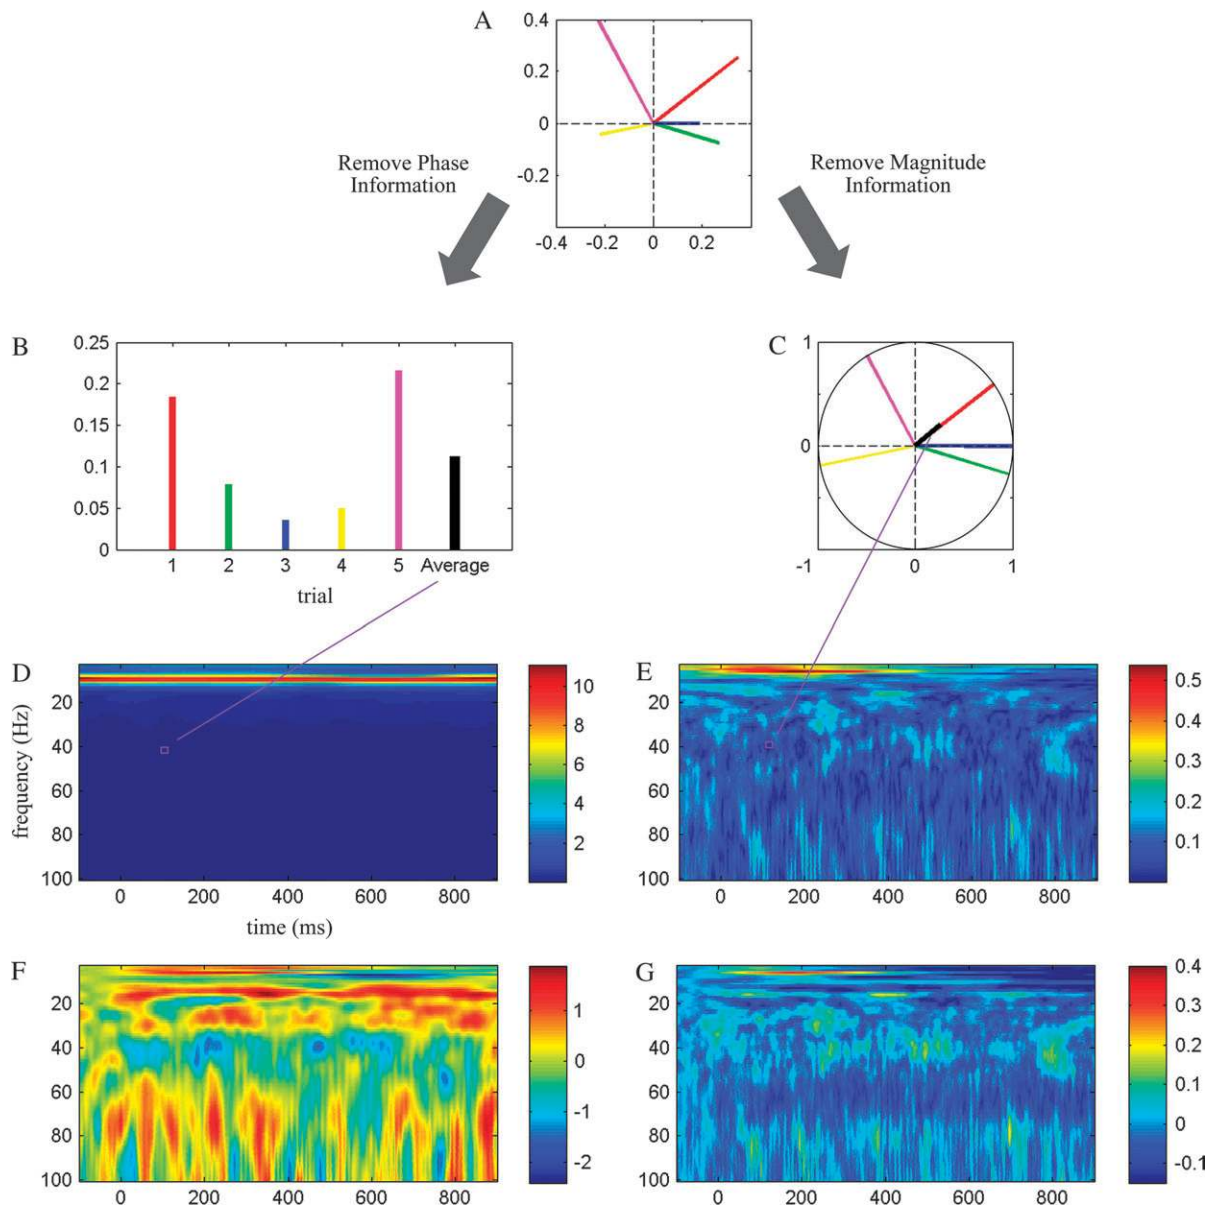 A
0.4
0.2
0
-0.2
-0.4 -0.2 0 0.2
Remove Phase
Information
Remove Magnitude
Information
B
0.25
0.2
0.15
0.1
0.05
0
1 2 3 4 5 Average
trial
C
1
0
-1 0 1
D
20
40
60
80
100
0 200 400 600 800
frequency (Hz)
time (ms)
10
8
6
4
2
E
20
40
60
80
100
0 200 400 600 800
0.5
0.4
0.3
0.2
0.1
F
20
40
60
80
100
0 200 400 600 800
1
0
-1
-2
G
20
40
60
80
100
0 200 400 600 800
0.4
0.3
0.2
0.1
0
-0.1